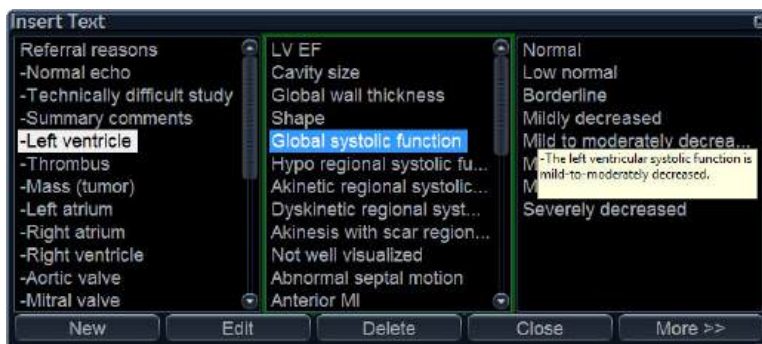 Insert Text
Referral reasons
-Normal echo
-Technically difficult study
-Summary comments
-Left ventricle
-Thrombus
-Mass (tumor)
-Left atrium
-Right atrium
-Right ventricle
-Aortic valve
-Mitral valve
LV EF
Cavity size
Global wall thickness
Shape
Global systolic function
Hypo regional systolic fu...
Akinetic regional systolic...
Dyskinetic regional syst...
Akinesis with scar region...
Not well visualized
Abnormal septal motion
Anterior MI
Normal
Low normal
Borderline
Mildly decreased
Mild to moderately decrea...
-The left ventricular systolic function is
mild-to-moderately decreased.
Severely decreased
New
Edit
Delete
Close
More >>